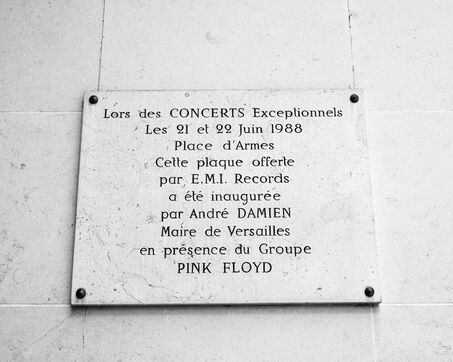 Lors des CONCERTS Exceptionnels
Les 21 et 22 Juin 1988
Place d'Armes
Cette plaque offerte
par E.M.I. Records
a été inaugurée
par André DAMIEN
Maire de Versailles
en présence du Groupe
PINK FLOYD